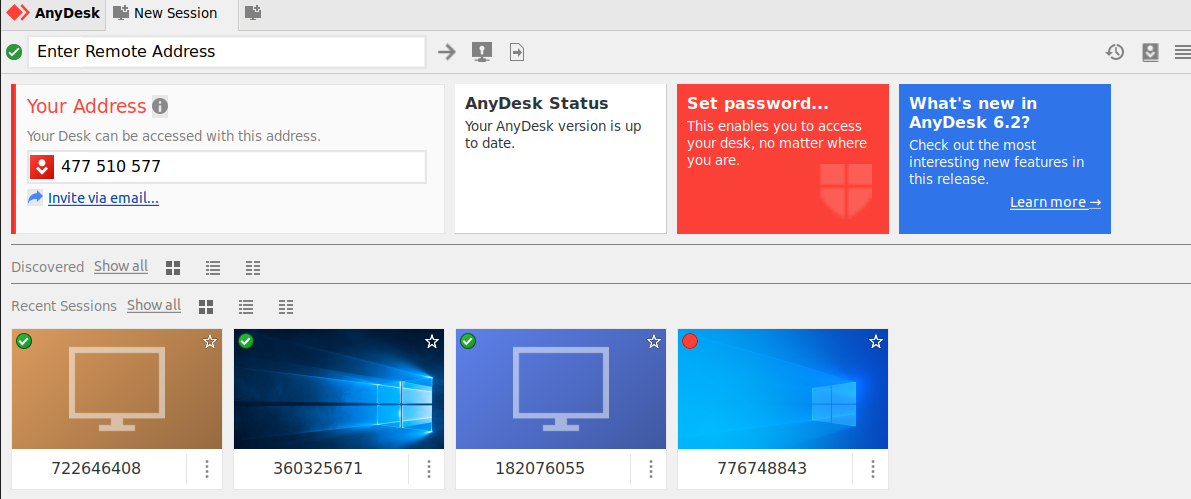 AnyDesk
New Session
Enter Remote Address
Your Address
Your Desk can be accessed with this address.
477 510 577
Invite via email...
AnyDesk Status
Your AnyDesk version is up
to date.
Set password...
This enables you to access
your desk, no matter where
you are.
What's new in
AnyDesk 6.2?
Check out the most
interesting new features in
this release.
Learn more →
Discovered Show all
Recent Sessions Show all
722646408
360325671
182076055
776748843